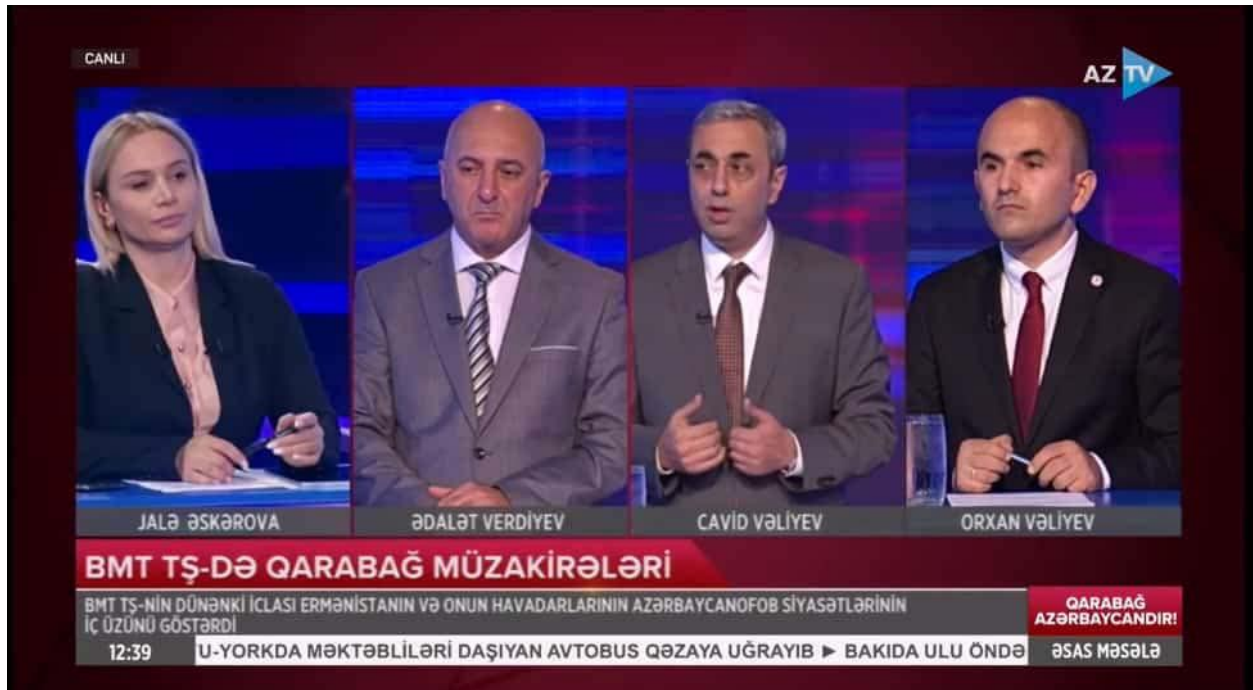 CANLI
AZ TV
JALƏ ƏSKƏROVA
ƏDALƏT VERDİYEV
CAVİD VƏLİYEV
ORXAN VƏLİYEV
BMT TŞ-DƏ QARABAĞ MÜZAKİRƏLƏRİ
BMT TŞ-NİN DÜNƏNKİ İCLASI ERMƏNİSTANIN VƏ ONUN HAVADARLARININ AZƏRBAYCANOFOB SİYASƏTLƏRİNİN
İÇ ÜZÜNÜ GÖSTƏRDİ
QARABAĞ
AZƏRBAYCANDIR!
12:39
U-YORKDA MƏKTƏBLİLƏRİ DAŞIYAN AVTOBUS QƏZAYA UĞRAYIB ► BAKIDA ULU ÖNDƏ
ƏSAS MƏSƏLƏ